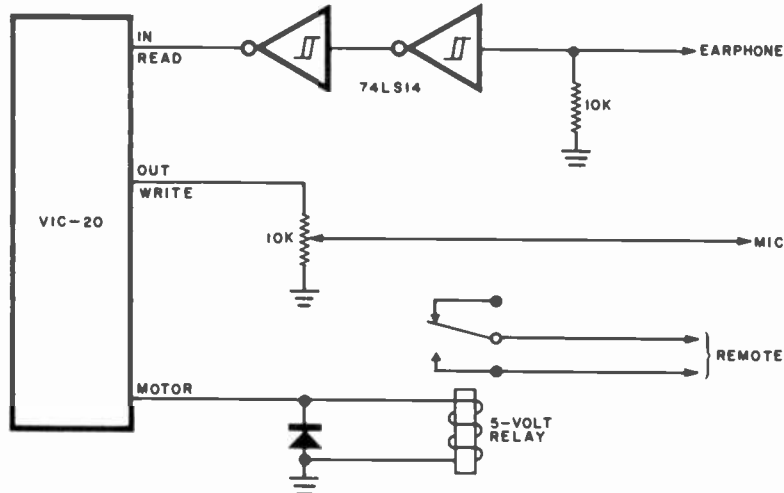 IN
READ
EARPHONE
74LS14
10K
OUT
WRITE
VIC-20
10K
MIC
REMOTE
MOTOR
5-VOLT
RELAY